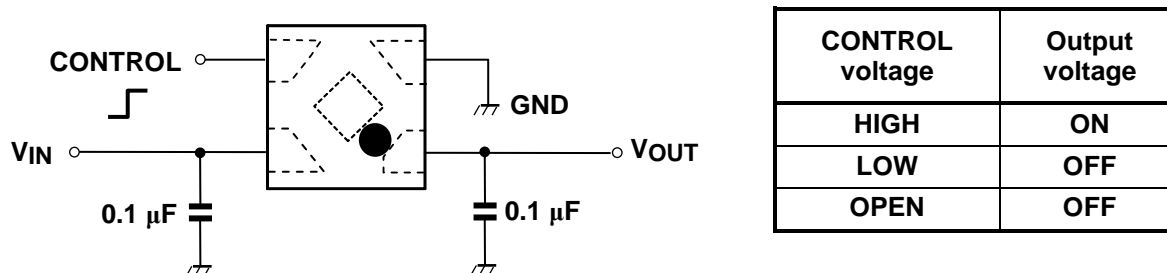 CONTROL
GND
VIN
VOUT
0.1 μF
0.1 μF
CONTROL voltage
Output voltage
HIGH
ON
LOW
OFF
OPEN
OFF